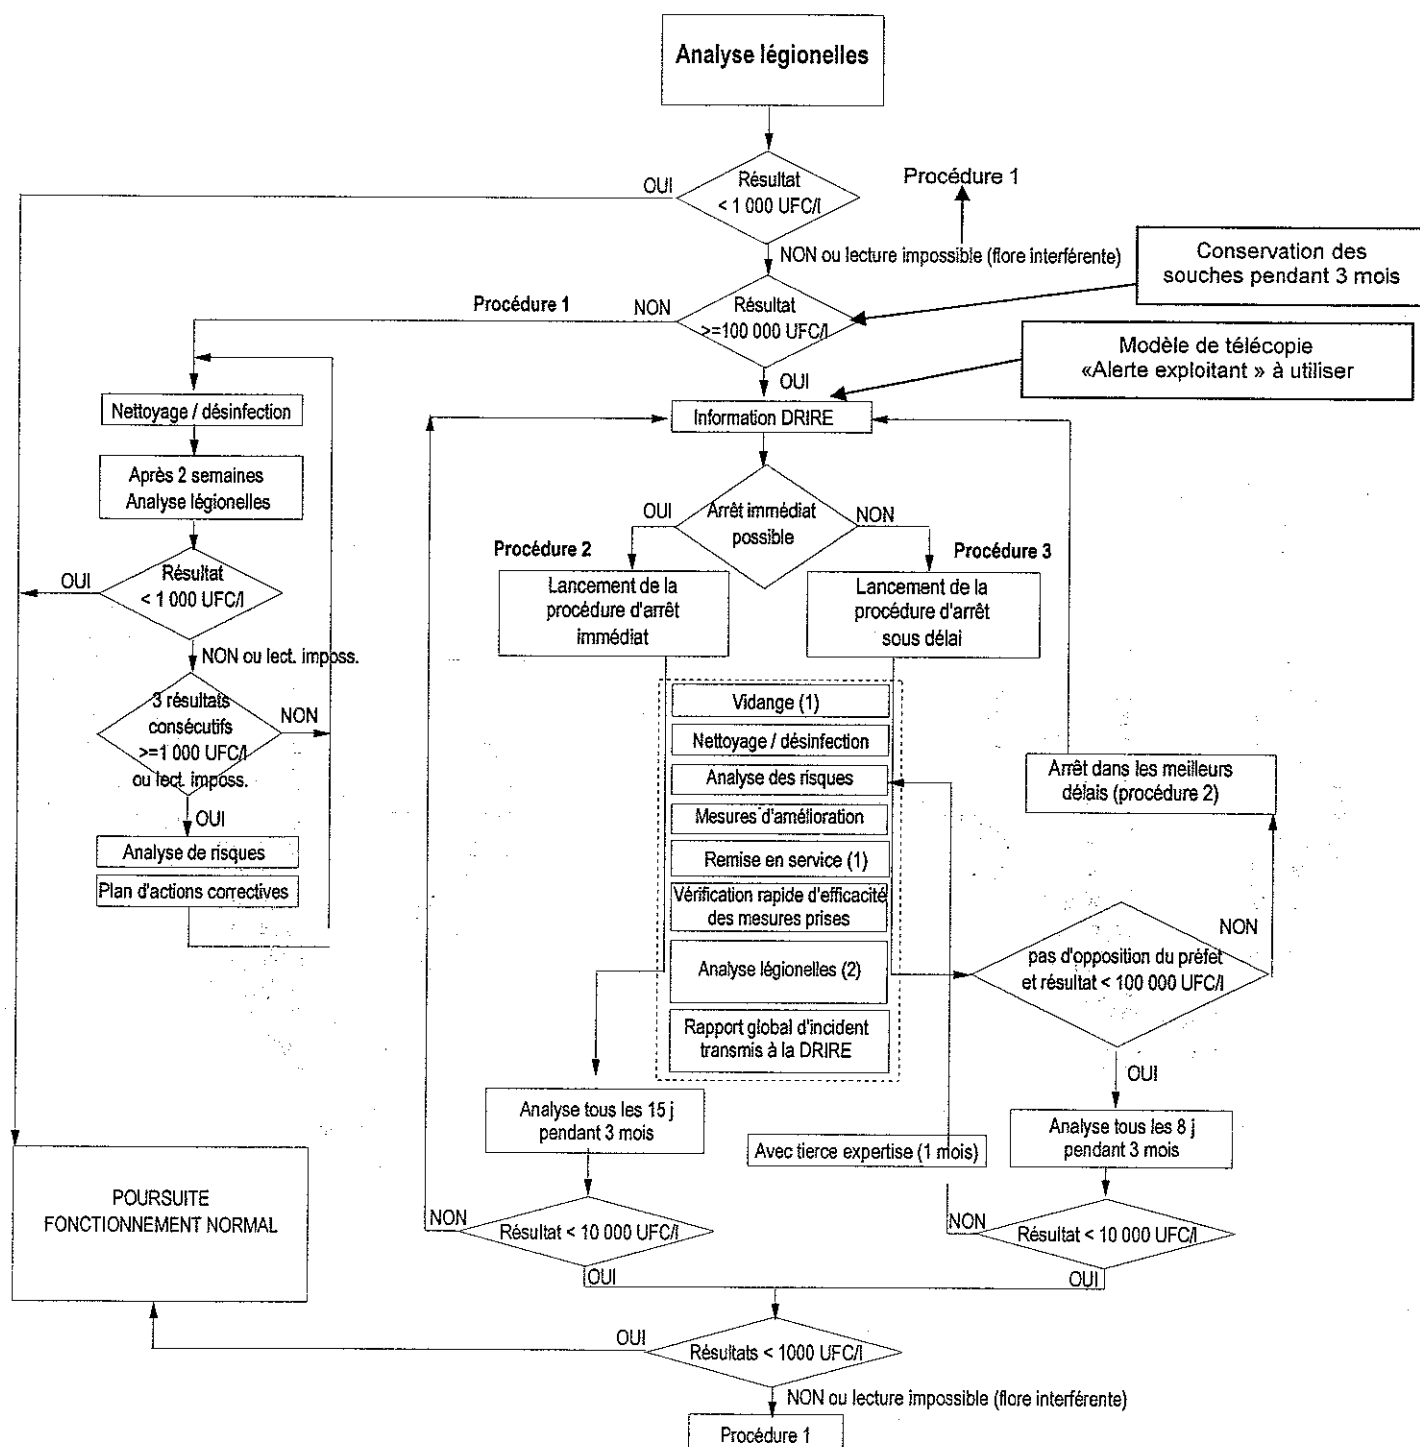 Analyse légionelles
OUI
Résultat
< 1 000 UFC/l
Procédure 1
NON ou lecture impossible (flore interférente)
Conservation des
souches pendant 3 mois
Procédure 1
NON
Résultat
>=100 000 UFC/l
Modèle de télécopie
«Alerte exploitant » à utiliser
OUI
Information DRIRE
Nettoyage / désinfection
Après 2 semaines
Analyse légionelles
OUI
Arrêt immédiat
possible
NON
Procédure 2
Procédure 3
Lancement de la
procédure d'arrêt
immédiat
Lancement de la
procédure d'arrêt
sous délai
OUI
Résultat
< 1 000 UFC/l
NON ou lect. imposs.
3 résultats
consécutifs
>=1 000 UFC/l
ou lect. imposs.
NON
OUI
Analyse de risques
Plan d'actions correctives
Vidange (1)
Nettoyage / désinfection
Analyse des risques
Mesures d'amélioration
Remise en service (1)
Vérification rapide d'efficacité
des mesures prises
Analyse légionelles (2)
Rapport global d'incident
transmis à la DRIRE
Arrêt dans les meilleurs
délais (procédure 2)
NON
pas d'opposition du préfet
et résultat < 100 000 UFC/l
OUI
Analyse tous les 15 j
pendant 3 mois
Avec tierce expertise (1 mois)
Analyse tous les 8 j
pendant 3 mois
POURSUITE
FONCTIONNEMENT NORMAL
NON
Résultat < 10 000 UFC/l
NON
Résultat < 10 000 UFC/l
OUI
OUI
OUI
Résultats < 1000 UFC/l
NON ou lecture impossible (flore interférente)
Procédure 1